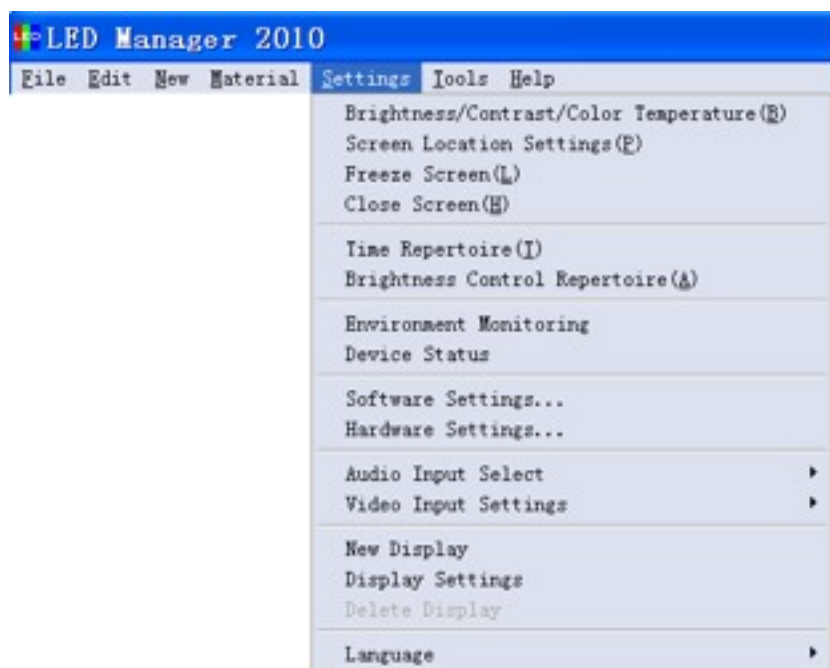 LED LED Manager 2010
File Edit New Material Settings Tools Help
Brightness/Contrast/Color Temperature(B)
Screen Location Settings(P)
Freeze Screen(L)
Close Screen(H)
Time Repertoire(T)
Brightness Control Repertoire(A)
Environment Monitoring
Device Status
Software Settings...
Hardware Settings...
Audio Input Select
Video Input Settings
New Display
Display Settings
Delete Display
Language